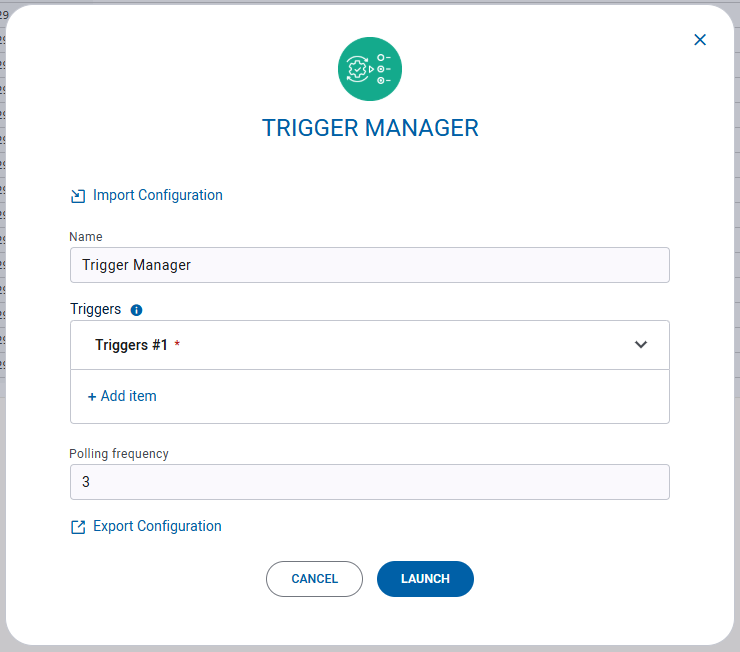 TRIGGER MANAGER
Import Configuration
Name
Trigger Manager
Triggers
Triggers #1 *
+ Add item
Polling frequency
3
Export Configuration
CANCEL LAUNCH